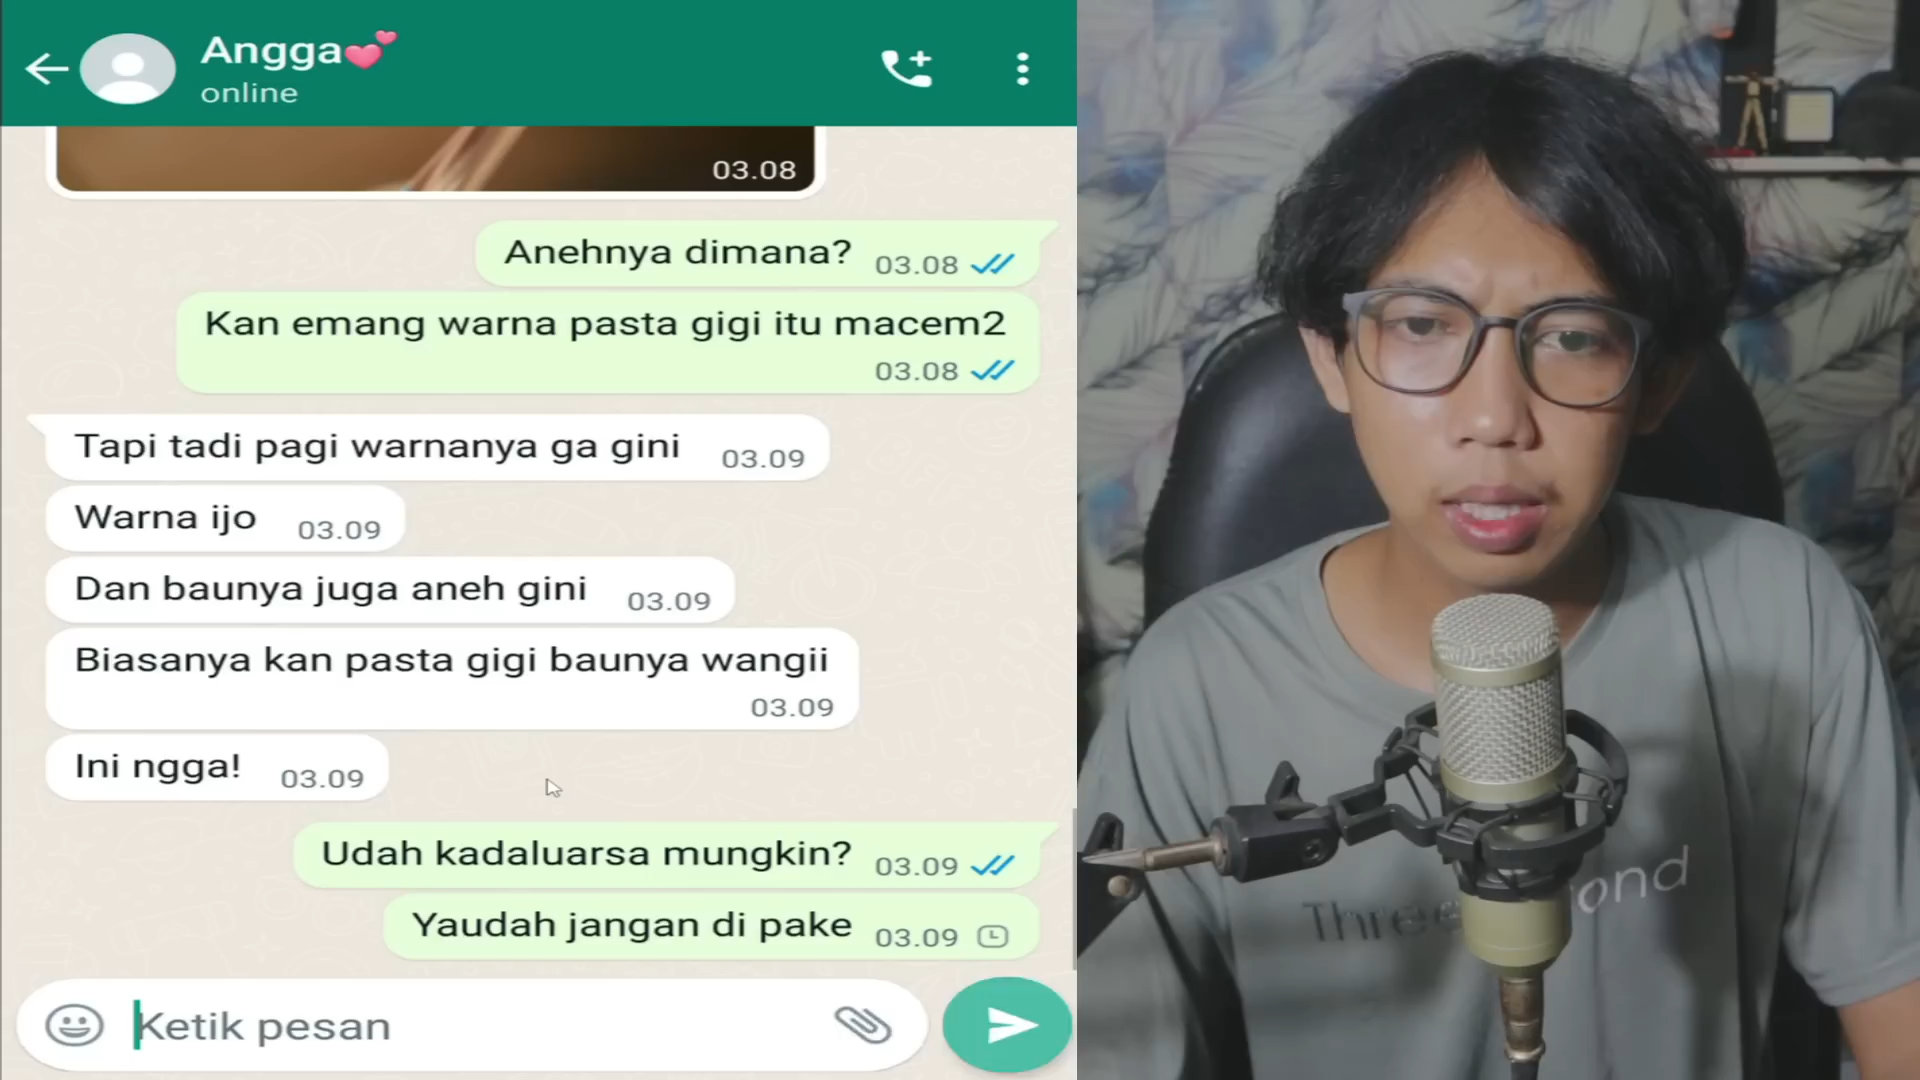 Angga💕
online
03.08
Anehnya dimana? 03.08
Kan emang warna pasta gigi itu macem2
03.08
Tapi tadi pagi warnanya ga gini 03.09
Warna ijo 03.09
Dan baunya juga aneh gini 03.09
Biasanya kan pasta gigi baunya wangii
03.09
Ini ngga! 03.09
Udah kadaluarsa mungkin? 03.09
Yaudah jangan di pake 03.09
Ketik pesan
Three ond